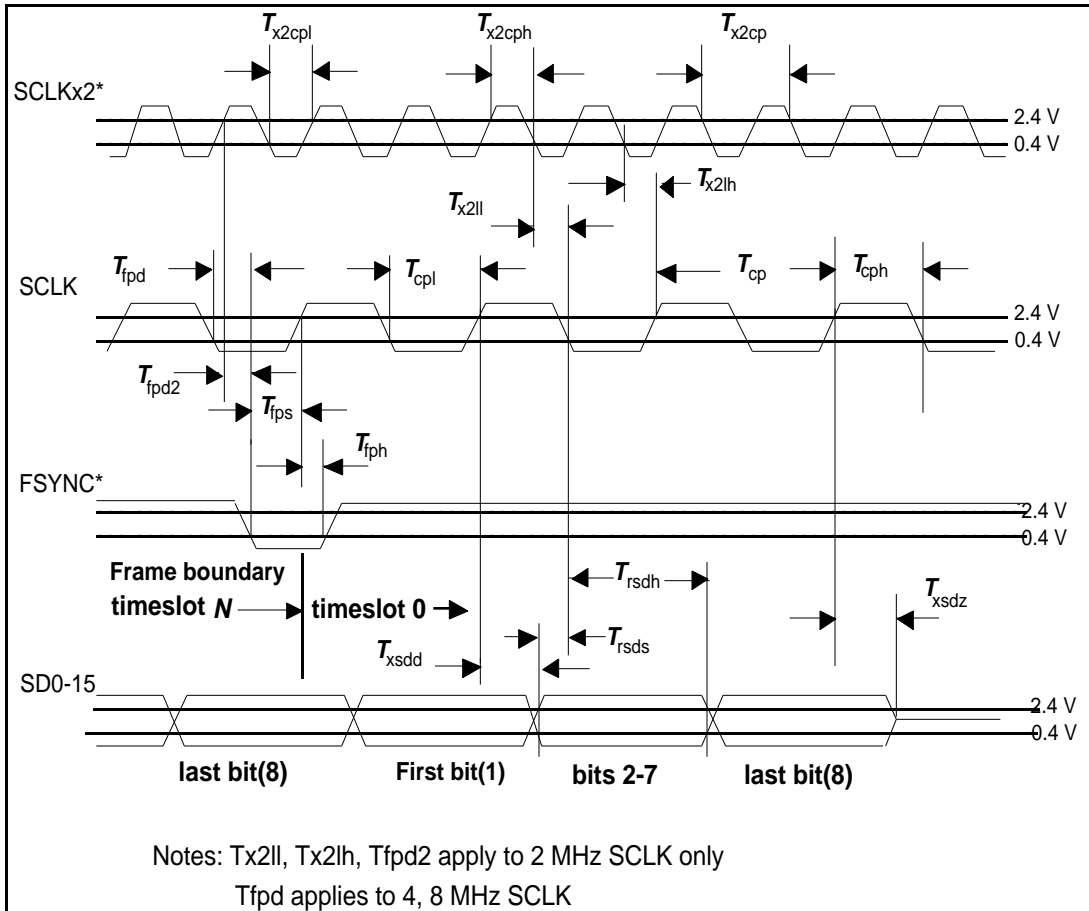 Tx2cpl Tx2cph Tx2cp
SCLKx2*
2.4 V
0.4 V
Tx2ll Tx2lh
Tfpd Tcpl Tcp Tcph
SCLK
2.4 V
0.4 V
Tfpd2
Tfps
Tfph
FSYNC*
2.4 V
0.4 V
Frame boundary
timeslot N timeslot 0
Trsdh
Txsdz
Txsdd Trsds
SD0-15
2.4 V
0.4 V
last bit(8) First bit(1) bits 2-7 last bit(8)
Notes: Tx2ll, Tx2lh, Tfpd2 apply to 2 MHz SCLK only
Tfpd applies to 4, 8 MHz SCLK